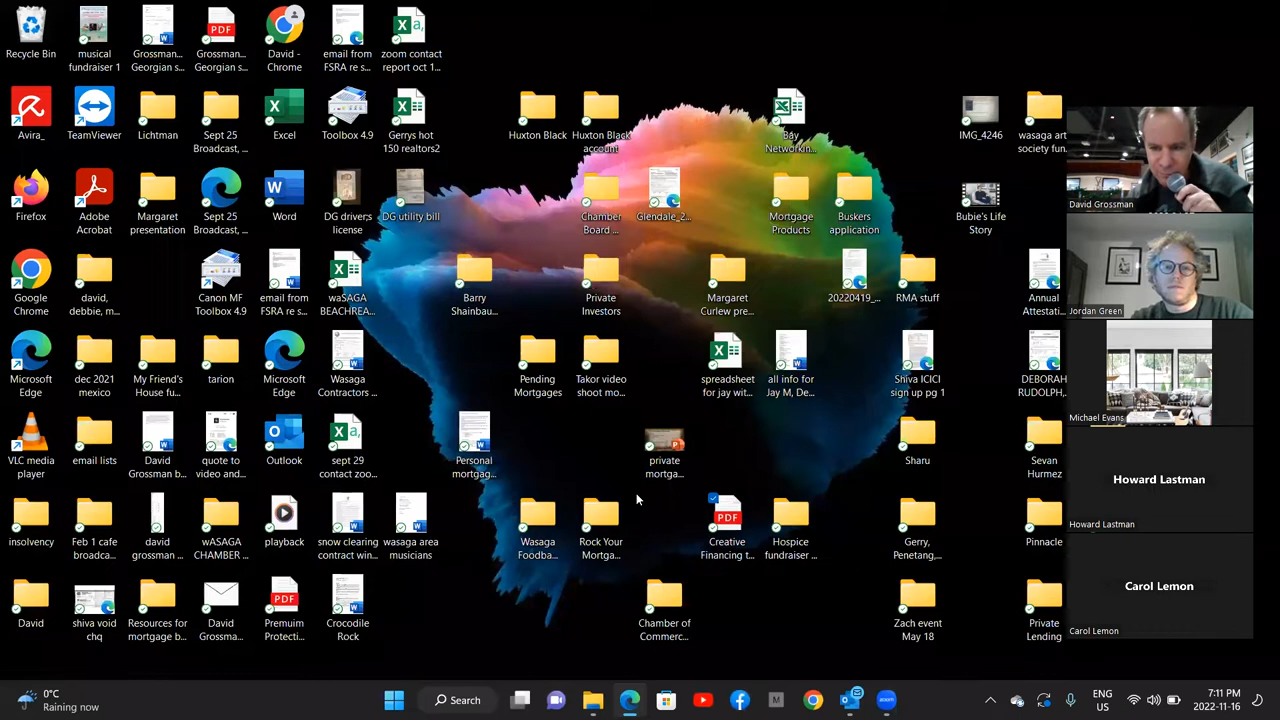 Recycle Bin
musical
fundraiser 1
Grossman...
Georgian s...
PDF
Grossman...
Georgian s...
David -
Chrome
email from
FSRA re s...
zoom contact
report oct 1...
Avira_
TeamViewer
Lichtman
Sept 25
Broadcast, ...
Excel
Toolbox 4.9
Gerrys hot
150 realtors2
Huxton Black
Huxton Black
account
Bay
Networkin...
IMG_4246
wasaga art
society fun...
Firefox
Adobe
Acrobat
Margaret
presentation
Sept 25
Broadcast, ...
Word
DG drivers
license
DG utility bill
Chamber
Board ...
Glendale_2...
Mortgage
Products
Buskers
application
Bubie's Life
Story
Google
Chrome
david,
debbie, m...
Canon MF
Toolbox 4.9
email from
FSRA re s...
waSAGA
BEACHREA...
Barry
Shainbau...
Private
Investors
Margaret
Curlew pre...
20220419_...
RMA stuff
Annual
Attestati...
Microsoft
Edge
dec 2021
mexico
My Friend's
House fu...
tarion
Microsoft
Edge
Wasaga
Contractors ...
Pending
Mortgages
Takor video
shoot mo...
spreadsheet
for jay wit...
all info for
Jay M, De...
Shiva ICICI
sign up pg 1
DEBORAH
RUDOLPH,...
VLC media
player
email lists
David
Grossman b...
quote to
video and...
Outlook
sept 29
contact zoo...
Personal
mortgag...
private
mortga...
Sharu
Sevan
Hurmez
insolvency
Feb 1 cafe
broadca...
david
grossman ...
wASAGA
CHAMBER ...
playback
snow clearing
contract win...
wasaga area
musicians
Wasaga
Foodba...
Rock Your
Mortga...
PDF
Creative
Financing t...
Hospice
fundraiser ...
Gerry,
Penetang,...
Pinnacle
David
shiva void
chq
Resources for
mortgage b...
David
Grossma...
PDF
Premuim
Protecti...
Crocodile
Rock
Chamber of
Commerc...
Zach event
May 18
Private
Lending
David Grossman
Jordan Green
Michael Evans
Howard Lastman
Howard Lastman
Carol Lemon
Carol Lemon
0°C
Raining now
Search
M
zoom
ENG
US
7:11 PM
2022-11-16